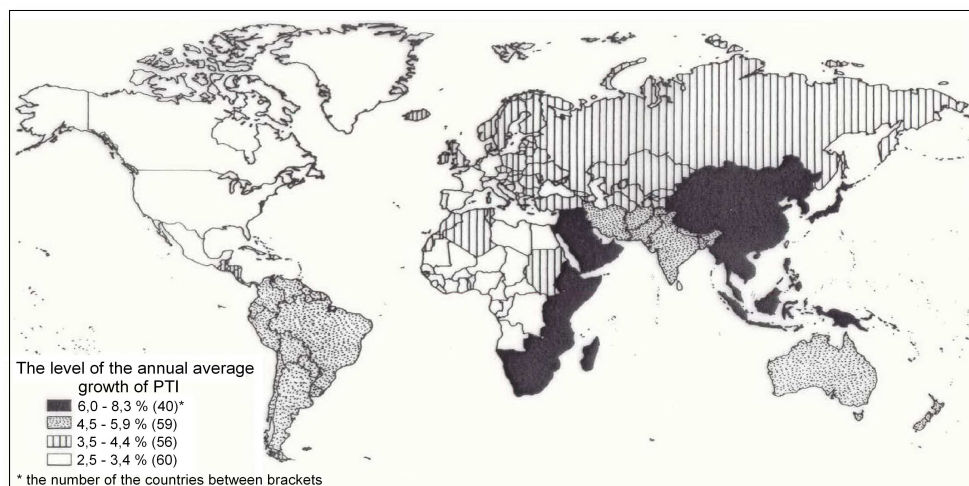 The level of the annual average
growth of PTI
6,0 - 8,3 % (40)*
4,5 - 5,9 % (59)
3,5 - 4,4 % (56)
2,5 - 3,4 % (60)
* the number of the countries between brackets